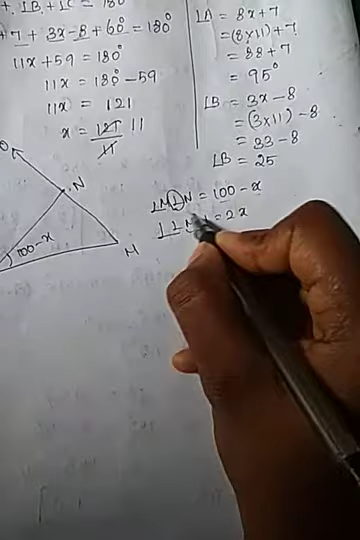 + ∠B + ∠C = 180°
+ 7 + 3x - 8 + 60° = 180°
11x + 59 = 180°
11x = 180° - 59
11x = 121
x = 121/11 11
∠A = 8x + 7
= (8×11) + 7
= 88 + 7
= 95°
∠B = 3x - 8
= (3×11) - 8
= 33 - 8
∠B = 25
N
100 - x
M
= 100 - x
= 2x